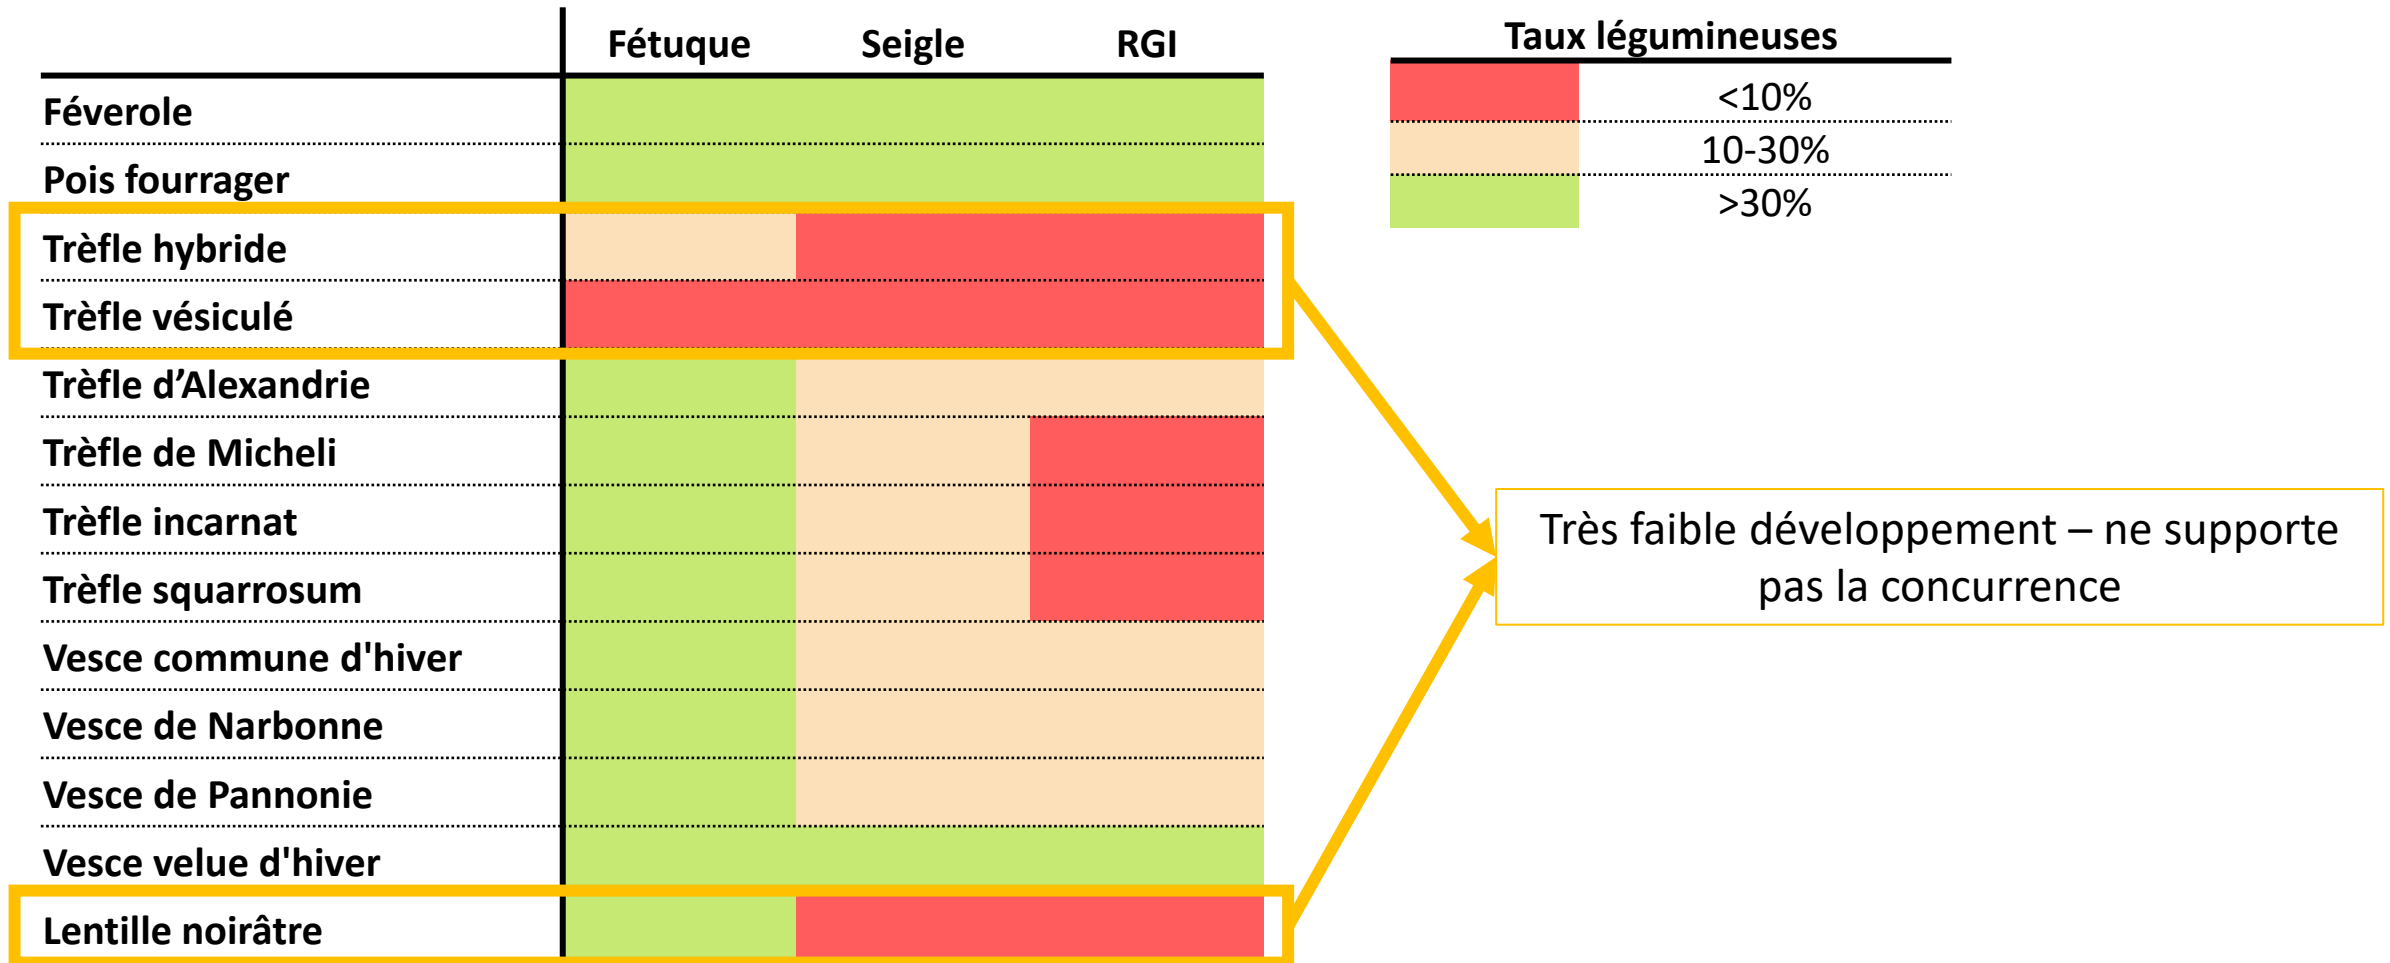 Fétuque Seigle RGI
Féverole
Pois fourrager
Trèfle hybride
Trèfle vésiculé
Trèfle d’Alexandrie
Trèfle de Micheli
Trèfle incarnat
Trèfle squarrosum
Vesce commune d'hiver
Vesce de Narbonne
Vesce de Pannonie
Vesce velue d'hiver
Lentille noirâtre
Taux légumineuses
<10%
10-30%
>30%
Très faible développement – ne supporte
pas la concurrence